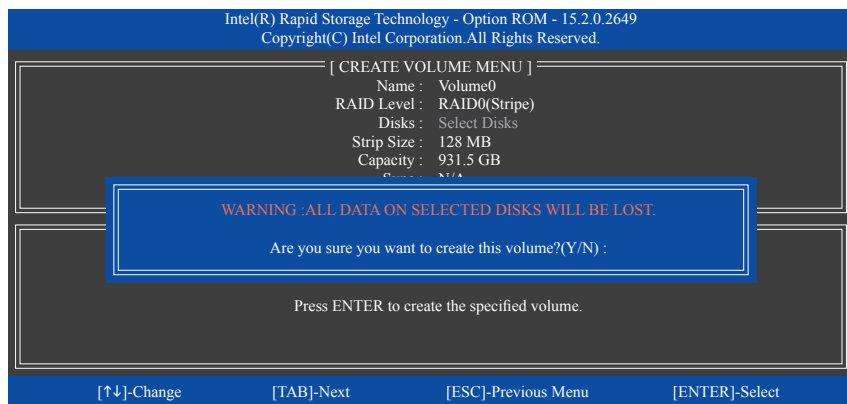 Intel(R) Rapid Storage Technology - Option ROM - 15.2.0.2649
Copyright(C) Intel Corporation.All Rights Reserved.
[ CREATE VOLUME MENU ]
Name : Volume0
RAID Level : RAID0(Stripe)
Disks : Select Disks
Strip Size : 128 MB
Capacity : 931.5 GB
WARNING :ALL DATA ON SELECTED DISKS WILL BE LOST.
Are you sure you want to create this volume?(Y/N) :
Press ENTER to create the specified volume.
[↑↓]-Change [TAB]-Next [ESC]-Previous Menu [ENTER]-Select